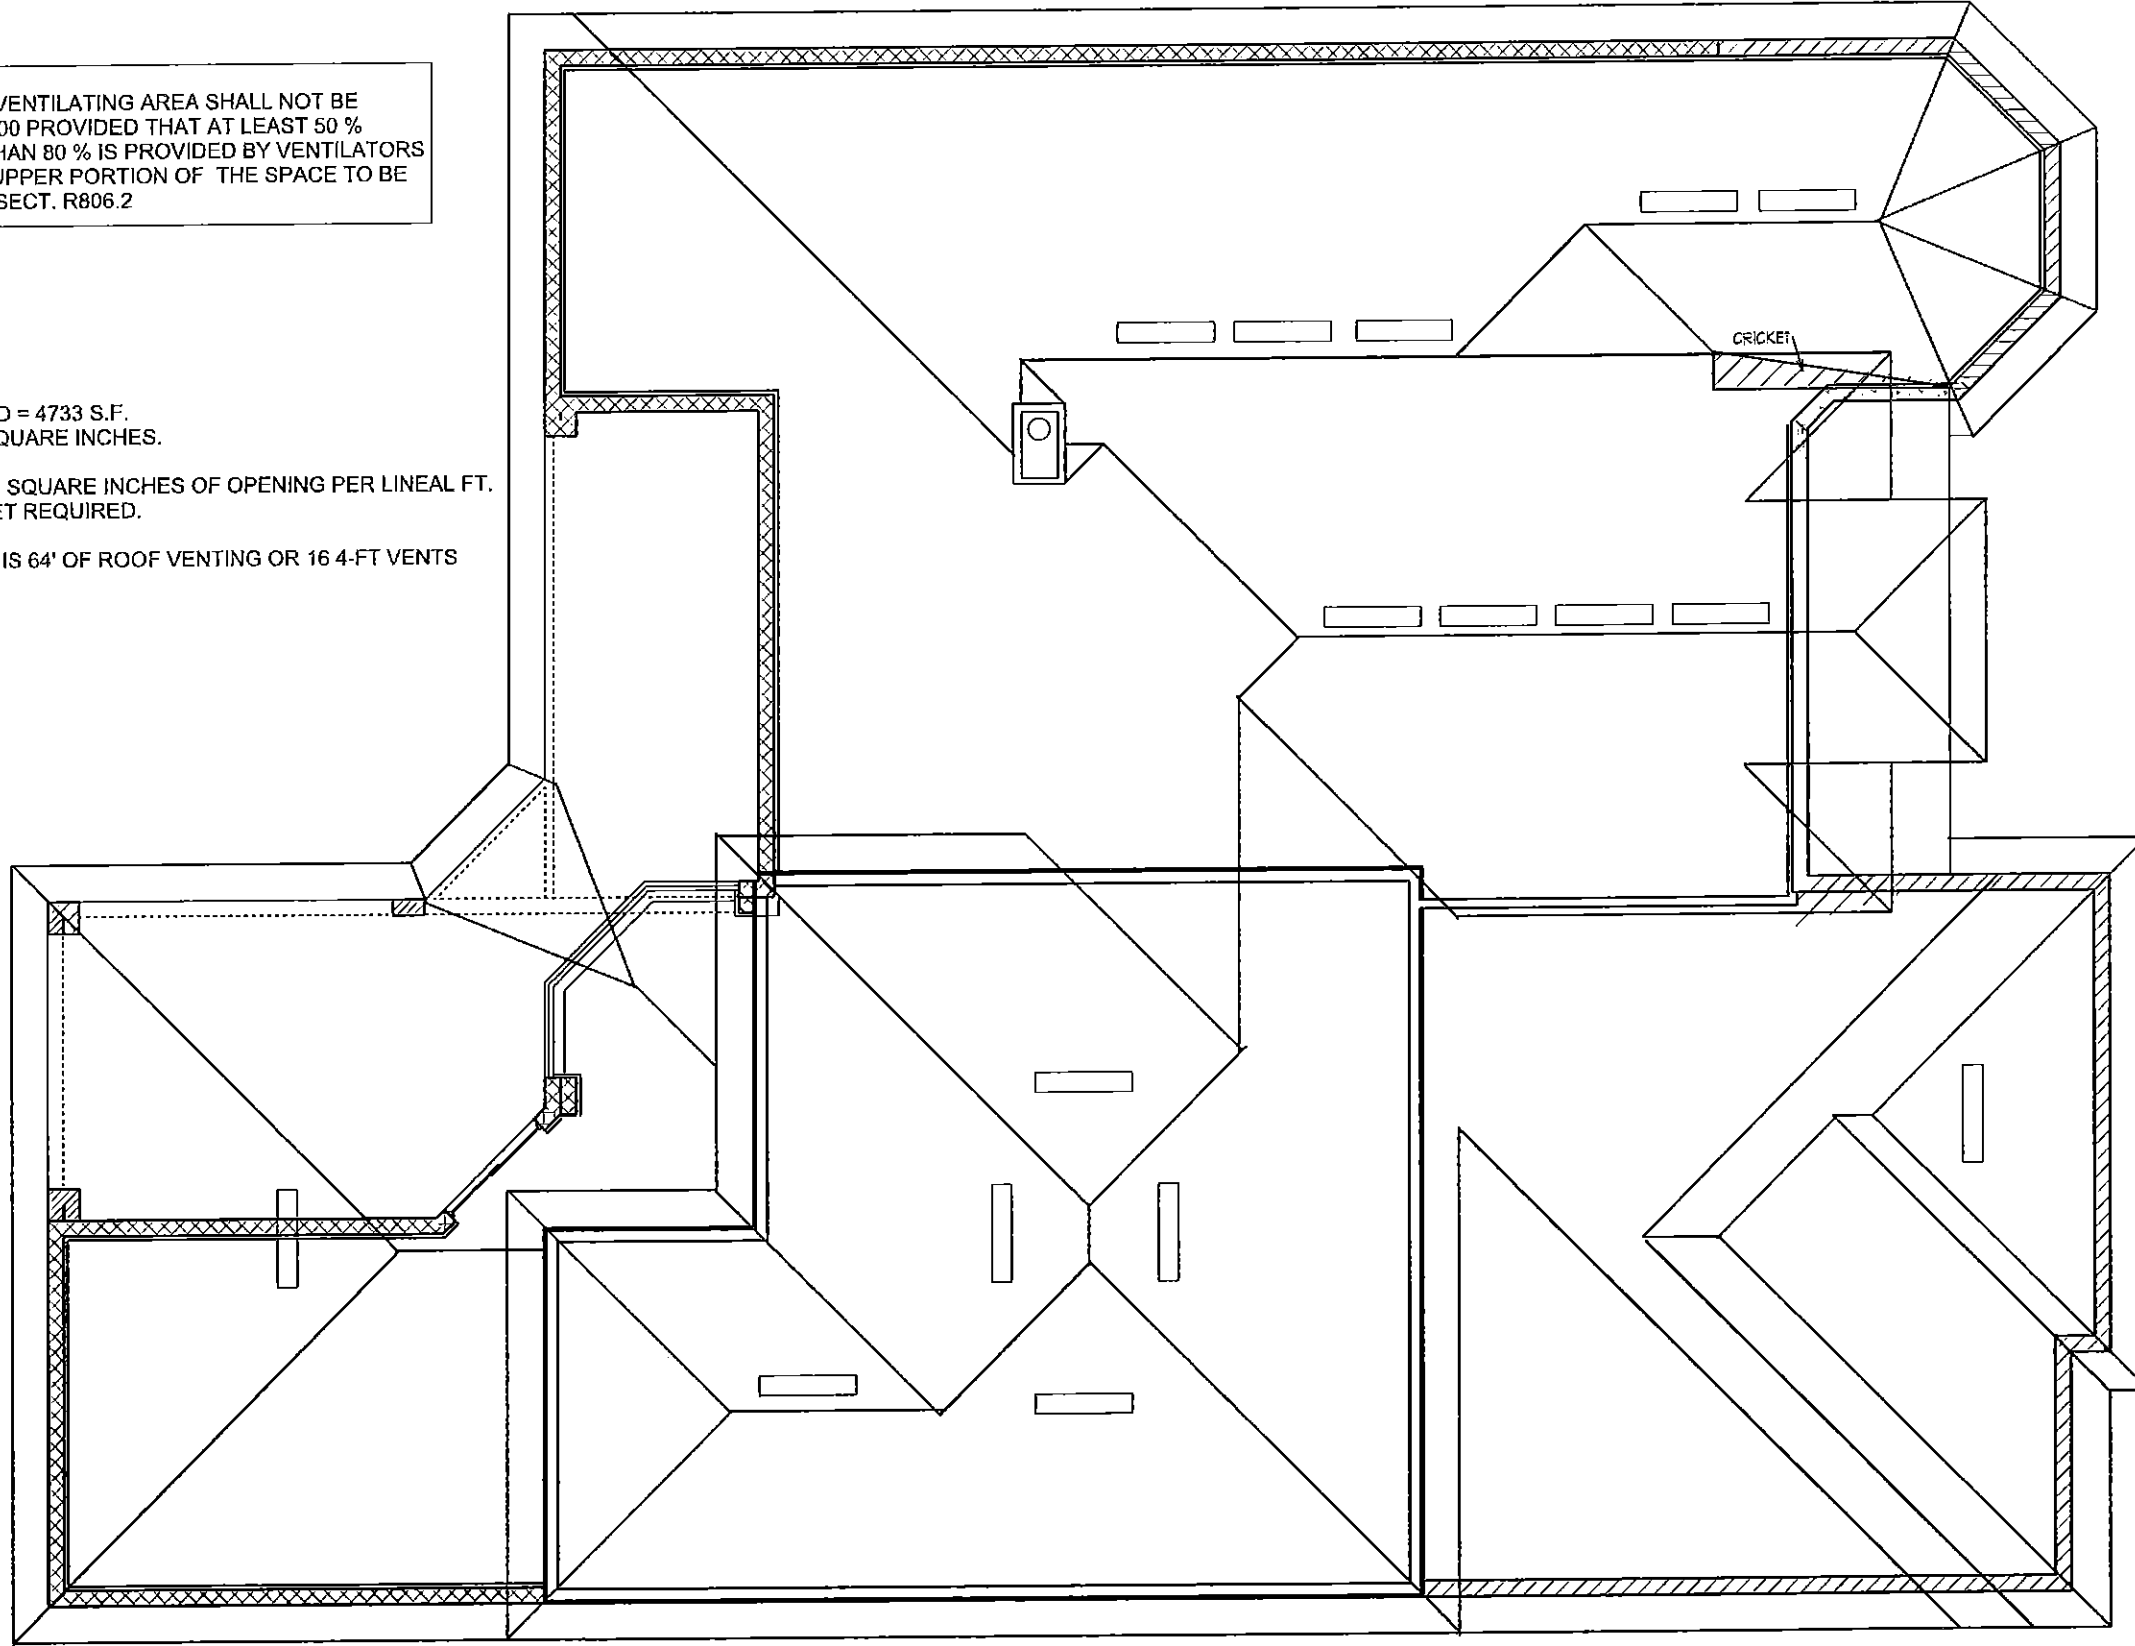 VENTILATING AREA SHALL NOT BE
00 PROVIDED THAT AT LEAST 50 %
HAN 80 % IS PROVIDED BY VENTILATORS
UPPER PORTION OF THE SPACE TO BE
SECT. R806.2
D = 4733 S.F.
QUARE INCHES.
SQUARE INCHES OF OPENING PER LINEAL FT.
ET REQUIRED.
IS 64' OF ROOF VENTING OR 16 4-FT VENTS
CRICKET